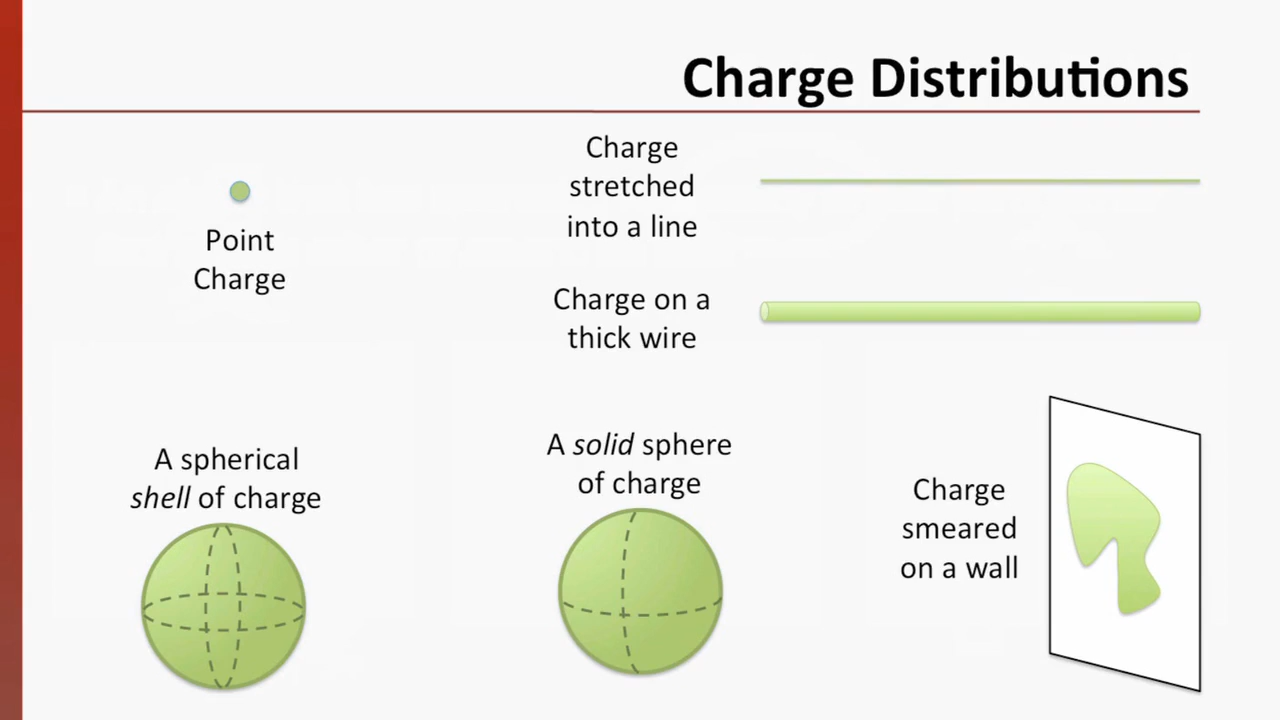 Charge Distributions
Point
Charge
Charge
stretched
into a line
Charge on a
thick wire
A spherical
shell of charge
A solid sphere
of charge
Charge
smeared
on a wall